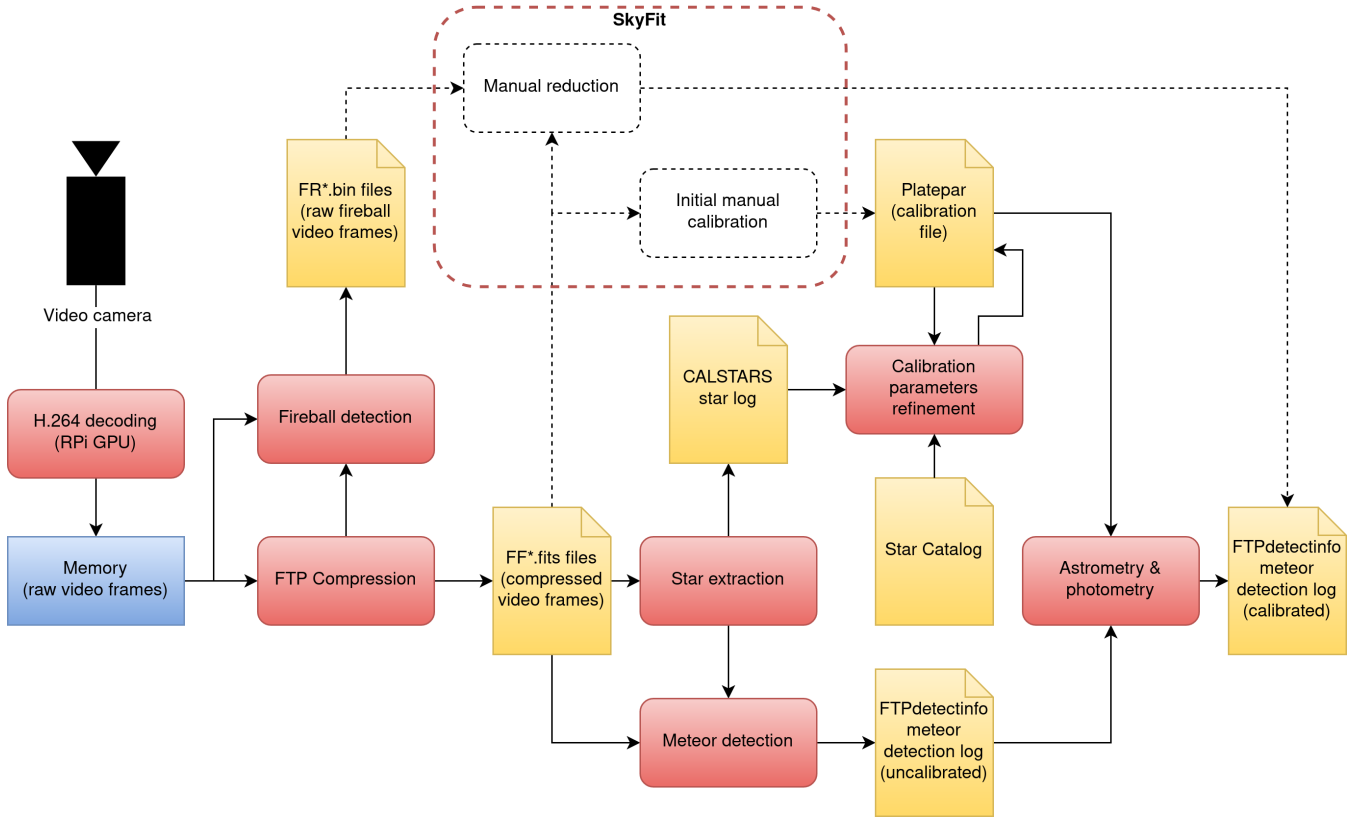 SkyFit
Manual reduction
FR*.bin files
(raw fireball
video frames)
Initial manual
calibration
Platepar
(calibration
file)
Video camera
CALSTARS
star log
Calibration
parameters
refinement
H.264 decoding
(RPi GPU)
Fireball detection
Memory
(raw video frames)
FTP Compression
FF*.fits files
(compressed
video frames)
Star extraction
Star Catalog
Astrometry &
photometry
FTPdetectinfo
meteor
detection log
(calibrated)
Meteor detection
FTPdetectinfo
meteor
detection log
(uncalibrated)